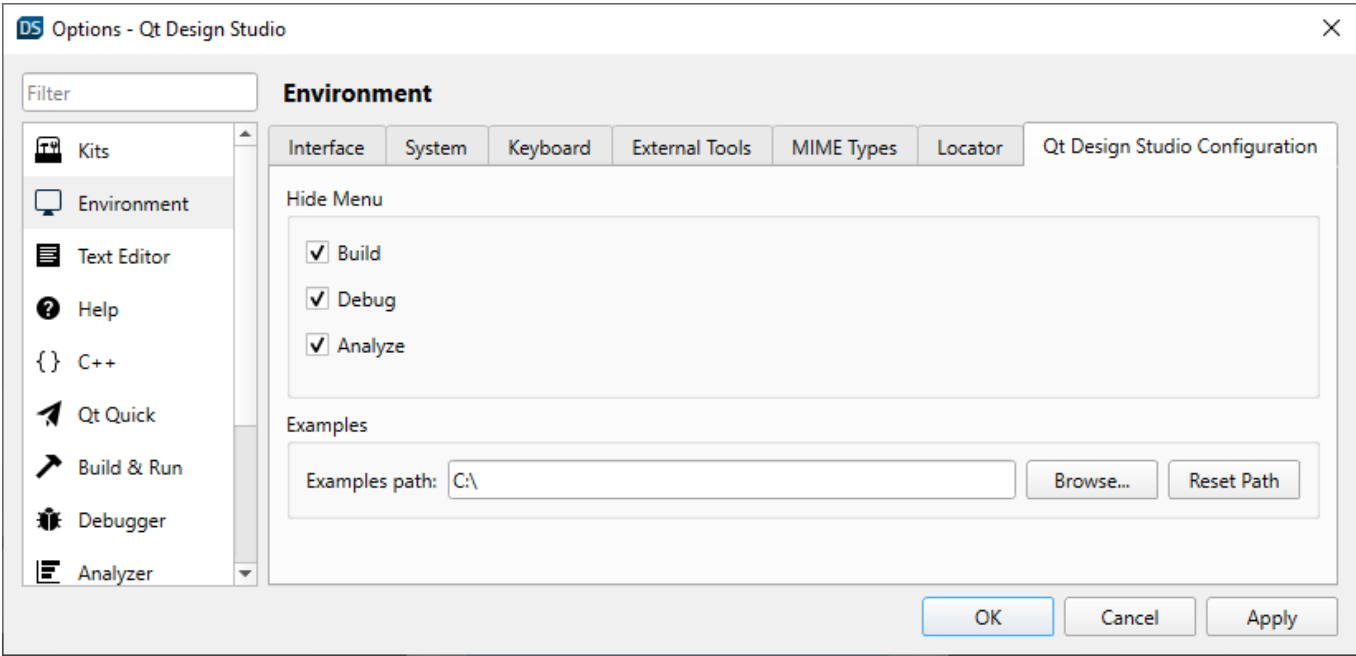 DS Options - Qt Design Studio
Filter
Kits
Environment
Text Editor
Help
{} C++
Qt Quick
Build & Run
Debugger
Analyzer
Environment
Interface System Keyboard External Tools MIME Types Locator Qt Design Studio Configuration
Hide Menu
Build
Debug
Analyze
Examples
Examples path: C:\ Browse... Reset Path
OK Cancel Apply